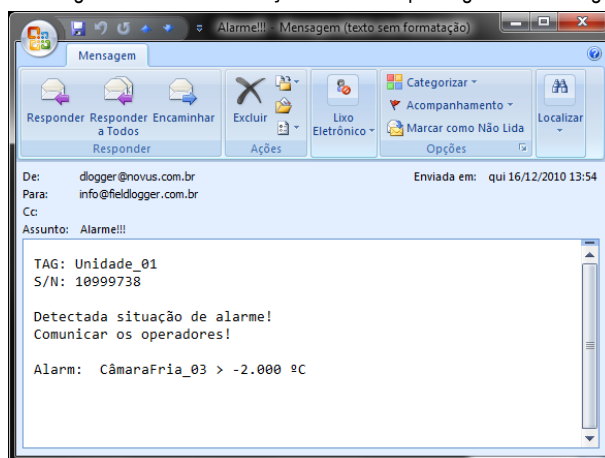 Alarme!!! - Mensagem (texto sem formatação)
Mensagem
Responder Responder a Todos Encaminhar
Responder
Excluir
Ações
Lixo Eletrônico
Categorizar
Acompanhamento
Marcar como Não Lida
Opções
Localizar
De: dlogger@novus.com.br
Enviada em: qui 16/12/2010 13:54
Para: info@fieldlogger.com.br
Cc:
Assunto: Alarme!!!
TAG: Unidade_01
S/N: 10999738
Detectada situação de alarme!
Comunicar os operadores!
Alarm: CâmaraFria_03 > -2.000 ºC